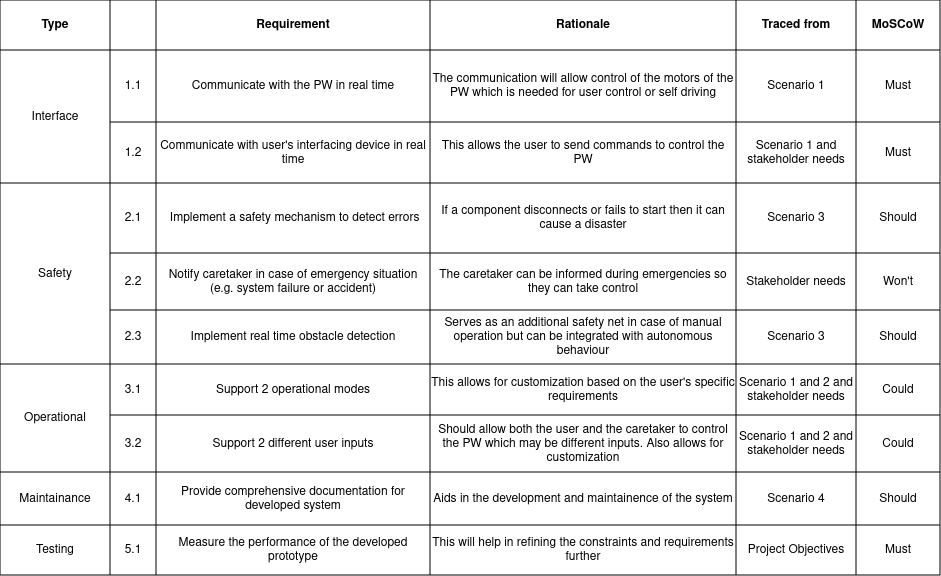 Type
Requirement
Rationale
Traced from
MoSCoW
Interface
1.1
Communicate with the PW in real time
The communication will allow control of the motors of the
PW which is needed for user control or self driving
Scenario 1
Must
1.2
Communicate with user's interfacing device in real
time
This allows the user to send commands to control the
PW
Scenario 1 and
stakeholder needs
Must
Safety
2.1
Implement a safety mechanism to detect errors
If a component disconnects or fails to start then it can
cause a disaster
Scenario 3
Should
2.2
Notify caretaker in case of emergency situation
(e.g. system failure or accident)
The caretaker can be informed during emergencies so
they can take control
Stakeholder needs
Won't
2.3
Implement real time obstacle detection
Serves as an additional safety net in case of manual
operation but can be integrated with autonomous
behaviour
Scenario 3
Should
Operational
3.1
Support 2 operational modes
This allows for customization based on the user's specific
requirements
Scenario 1 and 2 and
stakeholder needs
Could
3.2
Support 2 different user inputs
Should allow both the user and the caretaker to control
the PW which may be different inputs. Also allows for
customization
Scenario 1 and 2 and
stakeholder needs
Could
Maintainance
4.1
Provide comprehensive documentation for
developed system
Aids in the development and maintainence of the system
Scenario 4
Should
Testing
5.1
Measure the performance of the developed
prototype
This will help in refining the constraints and requirements
further
Project Objectives
Must